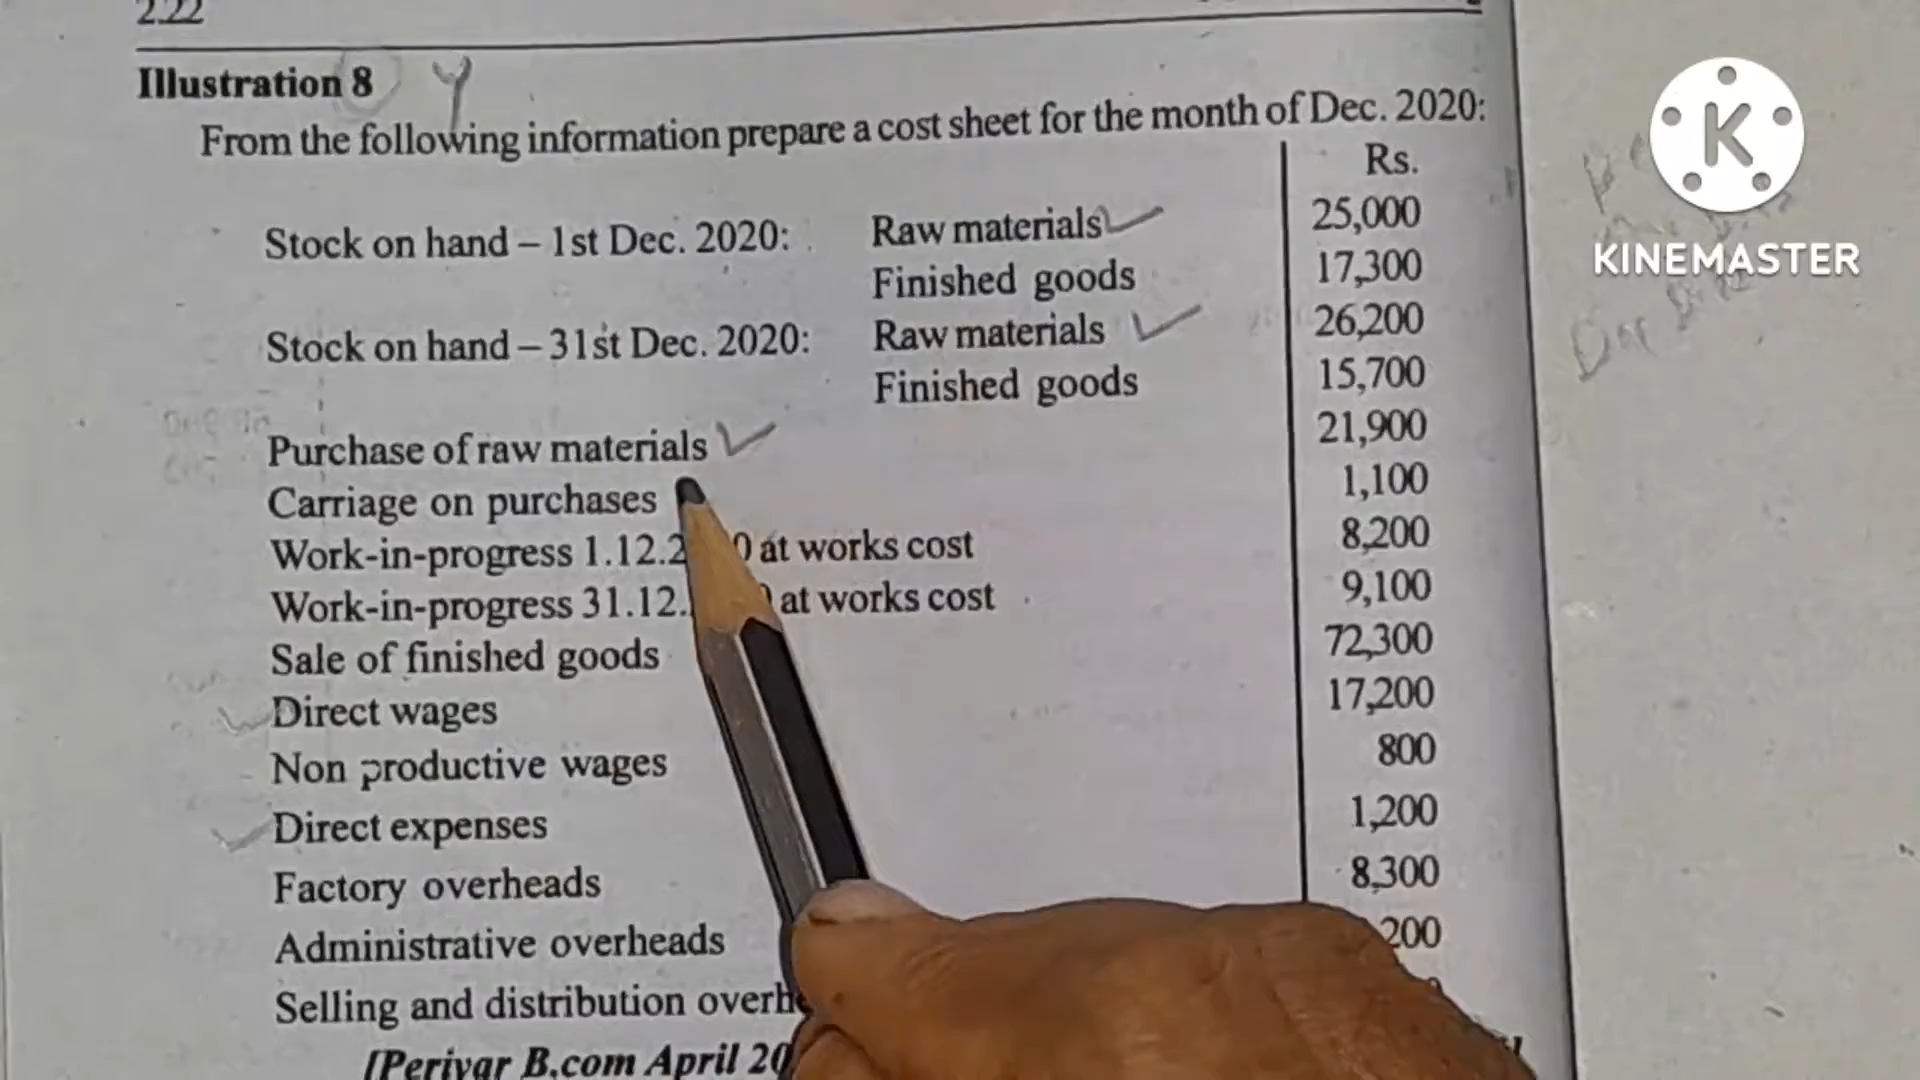 2.22
Illustration 8
From the following information prepare a cost sheet for the month of Dec. 2020:
Rs.
Stock on hand – 1st Dec. 2020: Raw materials 25,000
Finished goods 17,300
Stock on hand – 31st Dec. 2020: Raw materials 26,200
Finished goods 15,700
Purchase of raw materials 21,900
Carriage on purchases 1,100
Work-in-progress 1.12.2 0 at works cost 8,200
Work-in-progress 31.12. at works cost 9,100
Sale of finished goods 72,300
Direct wages 17,200
Non productive wages 800
Direct expenses 1,200
Factory overheads 8,300
Administrative overheads 200
Selling and distribution
[Periyar B.com April 20
K
KINEMASTER